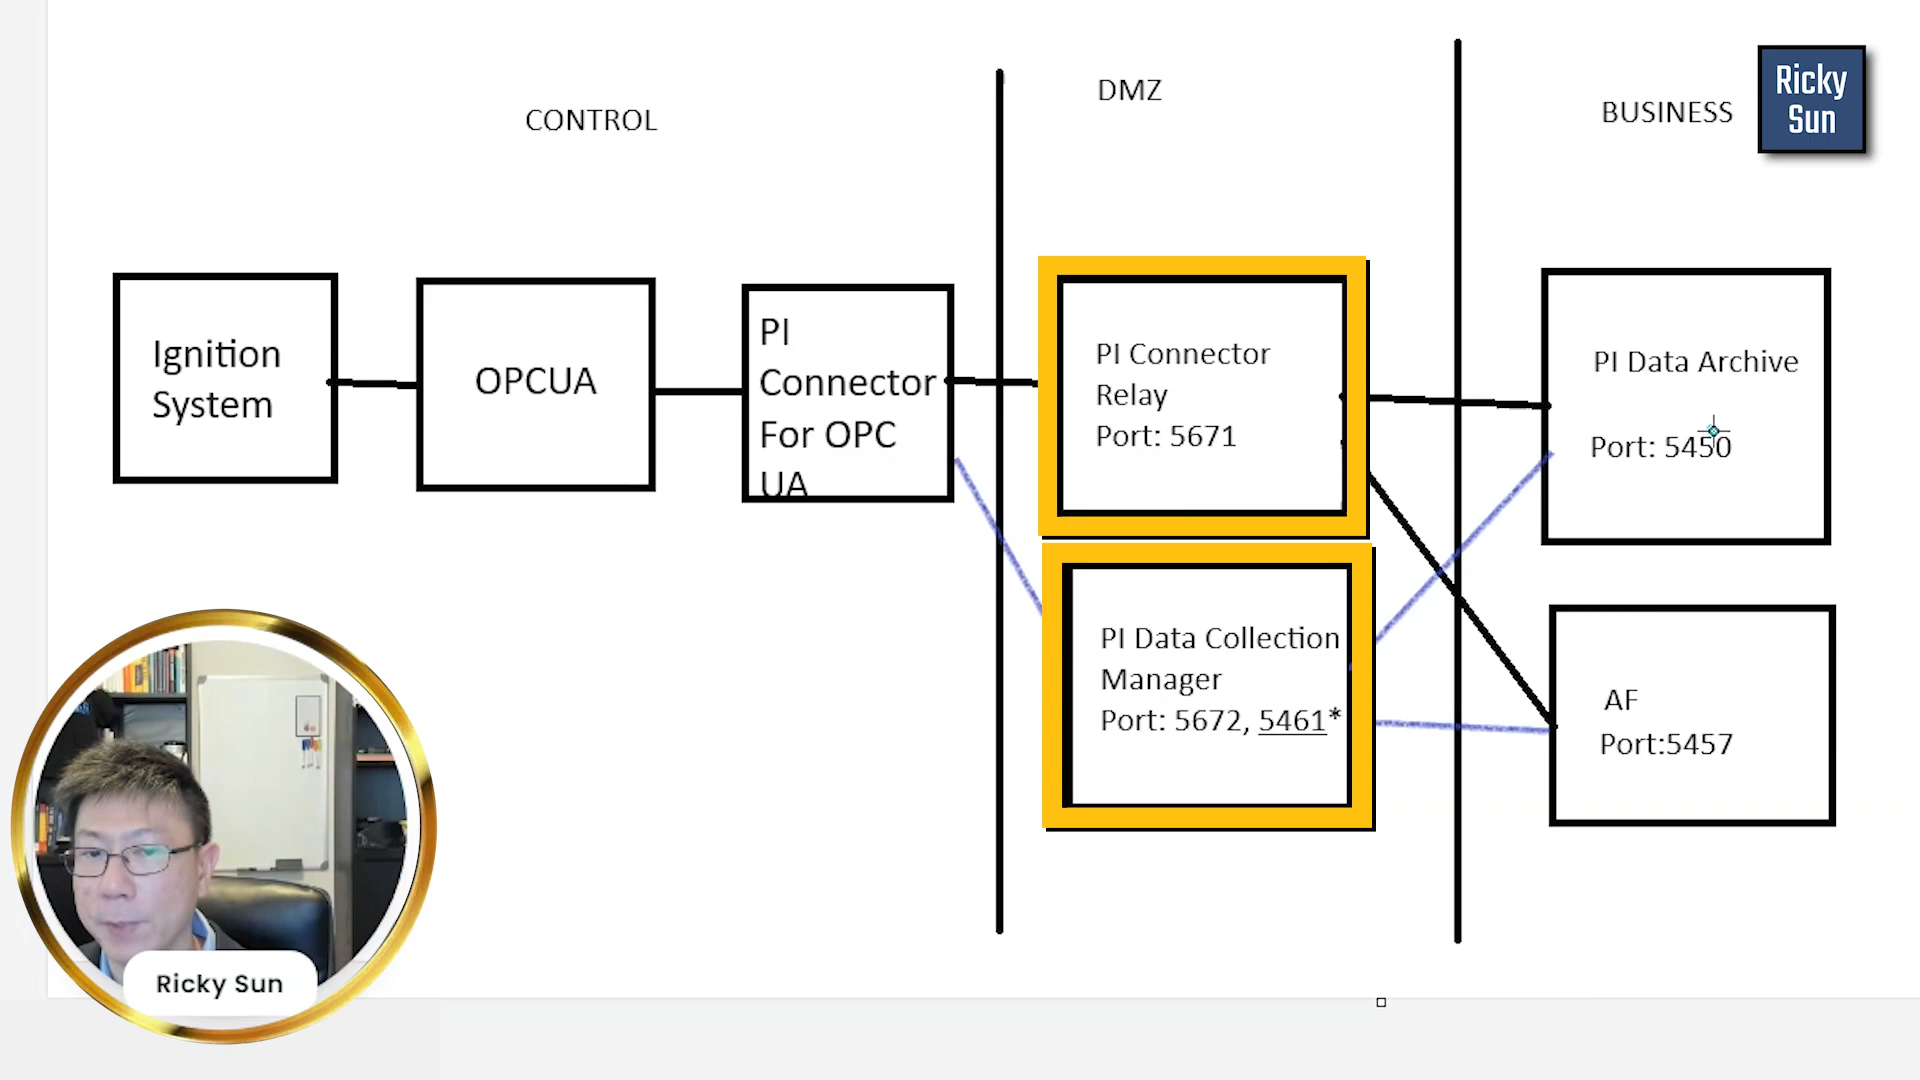 CONTROL
DMZ
BUSINESS
Ricky
Sun
Ignition
System
OPCUA
PI
Connector
For OPC
UA
PI Connector
Relay
Port: 5671
PI Data Archive
Port: 5450
PI Data Collection
Manager
Port: 5672, 5461*
AF
Port:5457
Ricky Sun